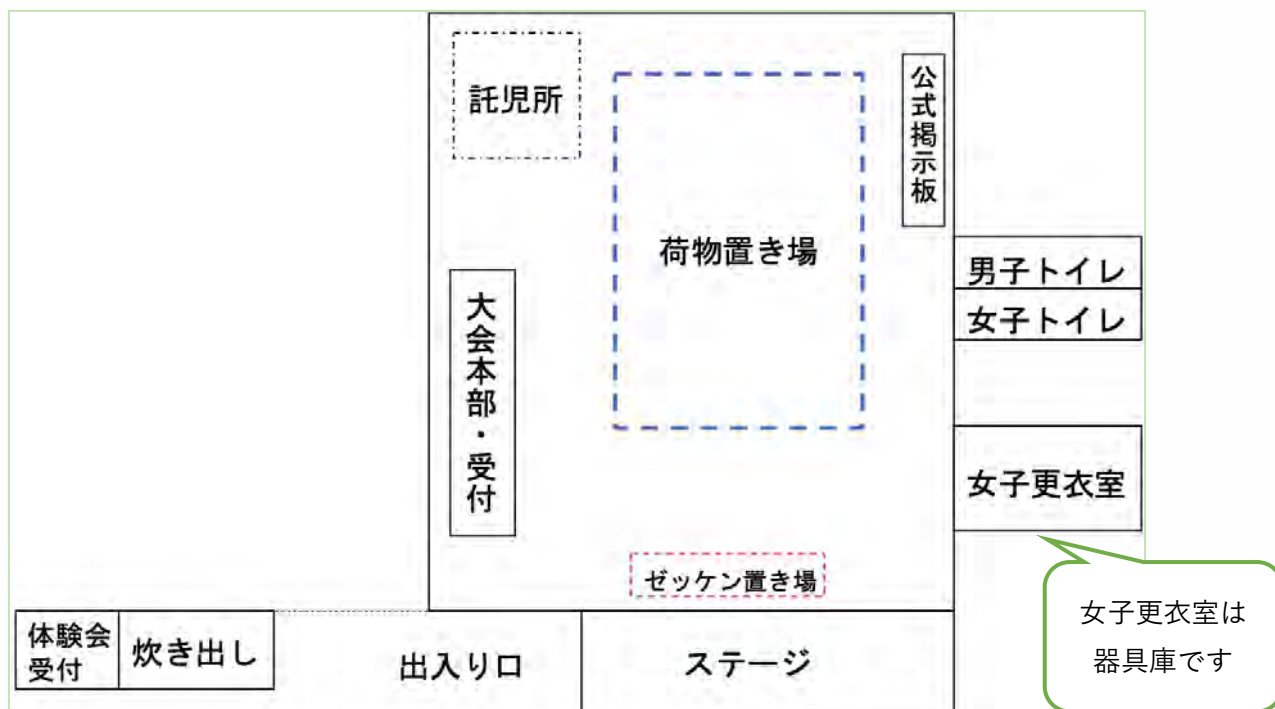 託児所
公式掲示板
荷物置き場
男子トイレ
女子トイレ
大会本部・受付
女子更衣室
ゼッケン置き場
体験会
受付
炊き出し
出入り口
ステージ
女子更衣室は
器具庫です